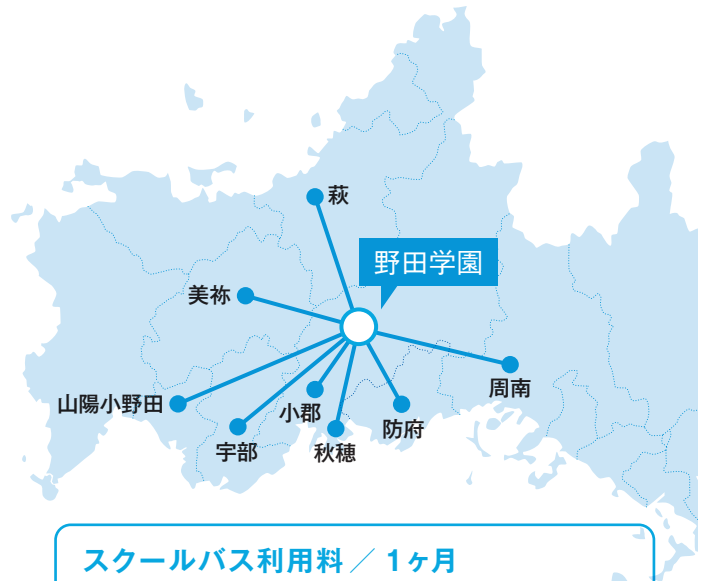 萩
野田学園
美祢
周南
山陽小野田
小郡
防府
宇部
秋穂
スクールバス利用料／1ヶ月